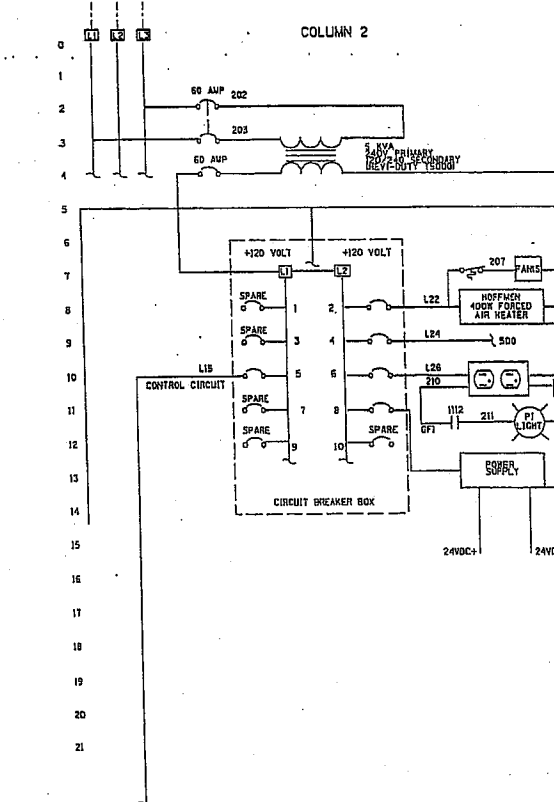 COLUMN 2
L1 L2 L3
0
1
60 AMP 202
2
203
3
5 KVA
240V PRIMARY
120/240 SECONDARY
60 AMP
4
5
6
+120 VOLT +120 VOLT
207
FANS
7
L1 L2
SPARE
L22
HOFFMEN
400W FORCED
AIR HEATER
8
1 2
SPARE
L24
9
3 4
500
L15
L26
10
5 6
CONTROL CIRCUIT
210
SPARE
1112 211
PI
LIGHT
11
7 8
GFI
SPARE SPARE
12
9 10
POWER
SUPPLY
13
CIRCUIT BREAKER BOX
14
15
24VDC+ 24VD
16
17
18
19
20
21